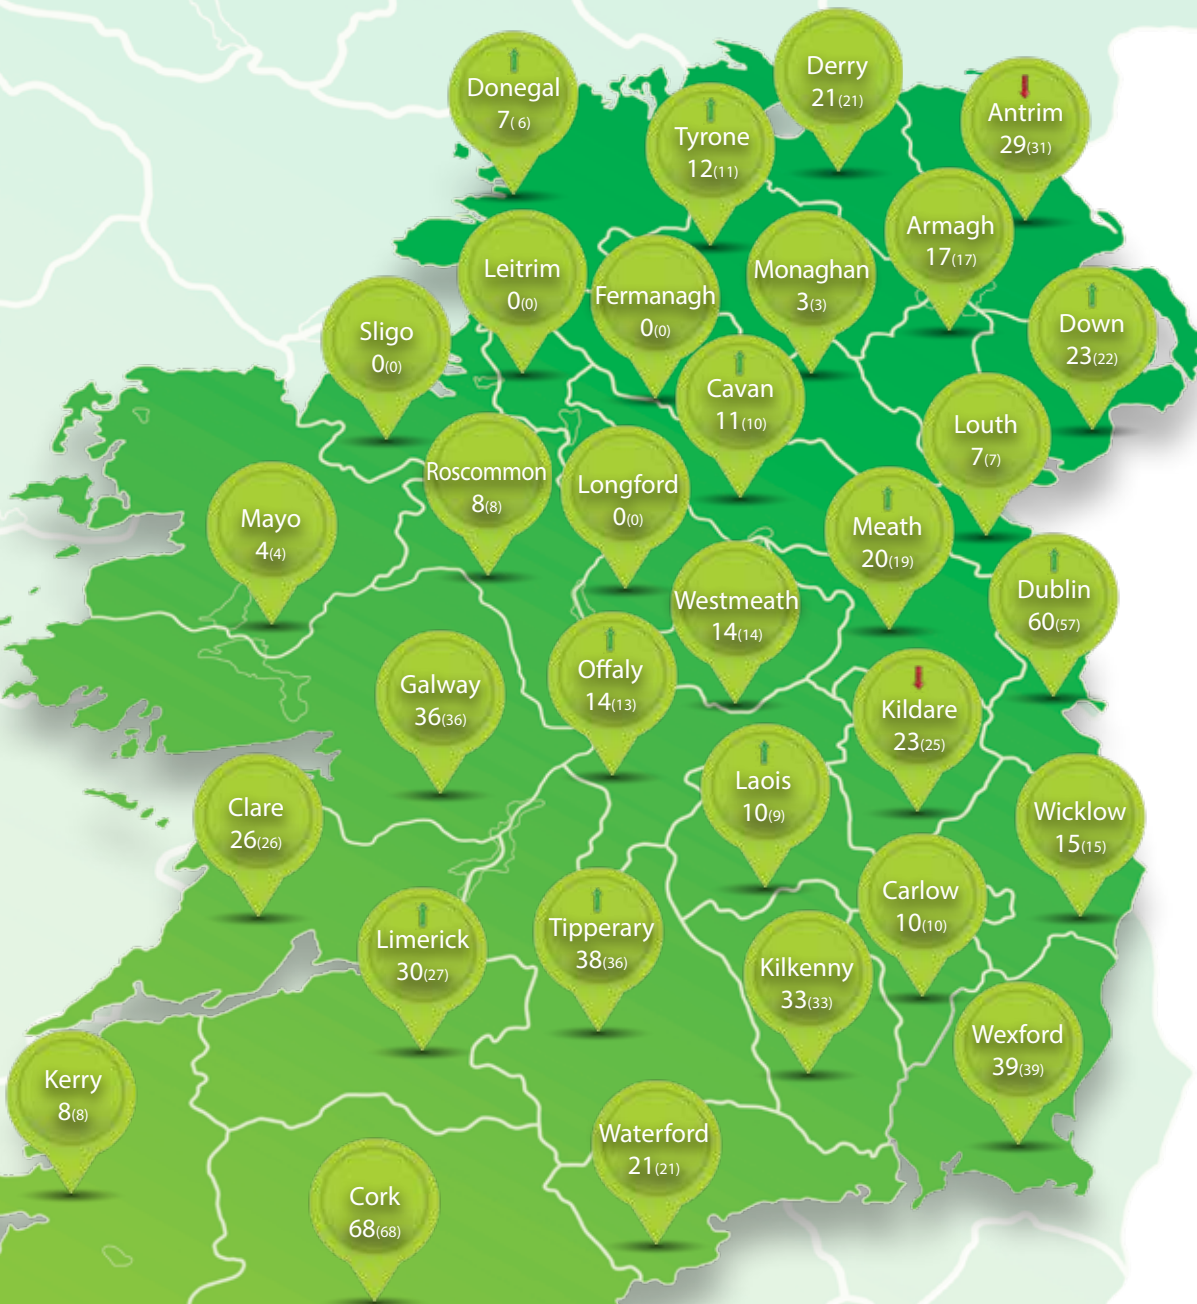 Derry
21(21)
Donegal
7( 6)
Antrim
29(31)
Tyrone
12(11)
Armagh
17(17)
Leitrim
0(0)
Monaghan
3(3)
Fermanagh
0(0)
Down
23(22)
Sligo
0(0)
Cavan
11(10)
Louth
7(7)
Roscommon
8(8)
Longford
0(0)
Mayo
4(4)
Meath
20(19)
Dublin
60(57)
Westmeath
14(14)
Offaly
14(13)
Galway
36(36)
Kildare
23(25)
Laois
10(9)
Clare
26(26)
Wicklow
15(15)
Carlow
10(10)
Tipperary
38(36)
Limerick
30(27)
Kilkenny
33(33)
Wexford
39(39)
Kerry
8(8)
Waterford
21(21)
Cork
68(68)